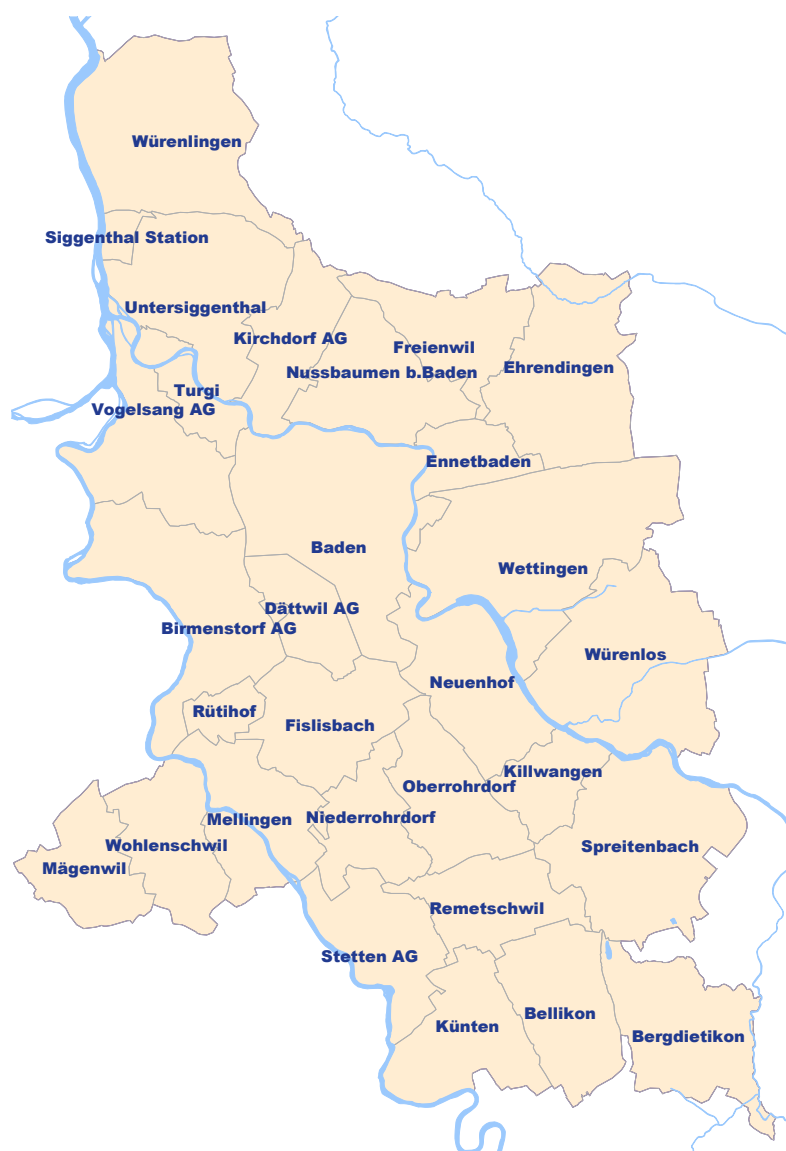 Würenlingen
Siggenthal Station
Untersiggenthal
Kirchdorf AG
Freienwil
Nussbaumen b.Baden
Ehrendingen
Turgi
Vogelsang AG
Ennetbaden
Baden
Wettingen
Dättwil AG
Birmenstorf AG
Würenlos
Neuenhof
Rütihof
Fislisbach
Killwangen
Oberrohrdorf
Mellingen
Niederrohrdorf
Wohlenschwil
Spreitenbach
Mägenwil
Remetschwil
Stetten AG
Bellikon
Künten
Bergdietikon